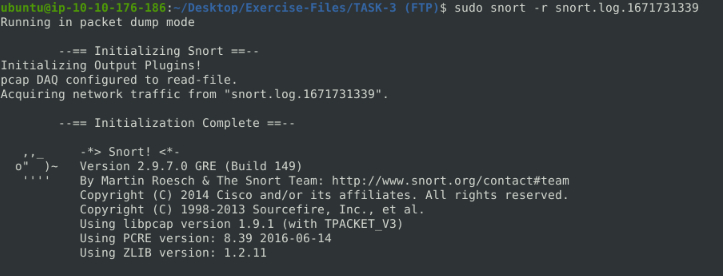 ubuntu@ip-10-10-176-186:~/Desktop/Exercise-Files/TASK-3 (FTP)$ sudo snort -r snort.log.1671731339
Running in packet dump mode
--== Initializing Snort ==--
Initializing Output Plugins!
pcap DAQ configured to read-file.
Acquiring network traffic from "snort.log.1671731339".
--== Initialization Complete ==--
,,_     -*> Snort! <*-
o"  )~   Version 2.9.7.0 GRE (Build 149)
''''    By Martin Roesch & The Snort Team: http://www.snort.org/contact#team
Copyright (C) 2014 Cisco and/or its affiliates. All rights reserved.
Copyright (C) 1998-2013 Sourcefire, Inc., et al.
Using libpcap version 1.9.1 (with TPACKET_V3)
Using PCRE version: 8.39 2016-06-14
Using ZLIB version: 1.2.11